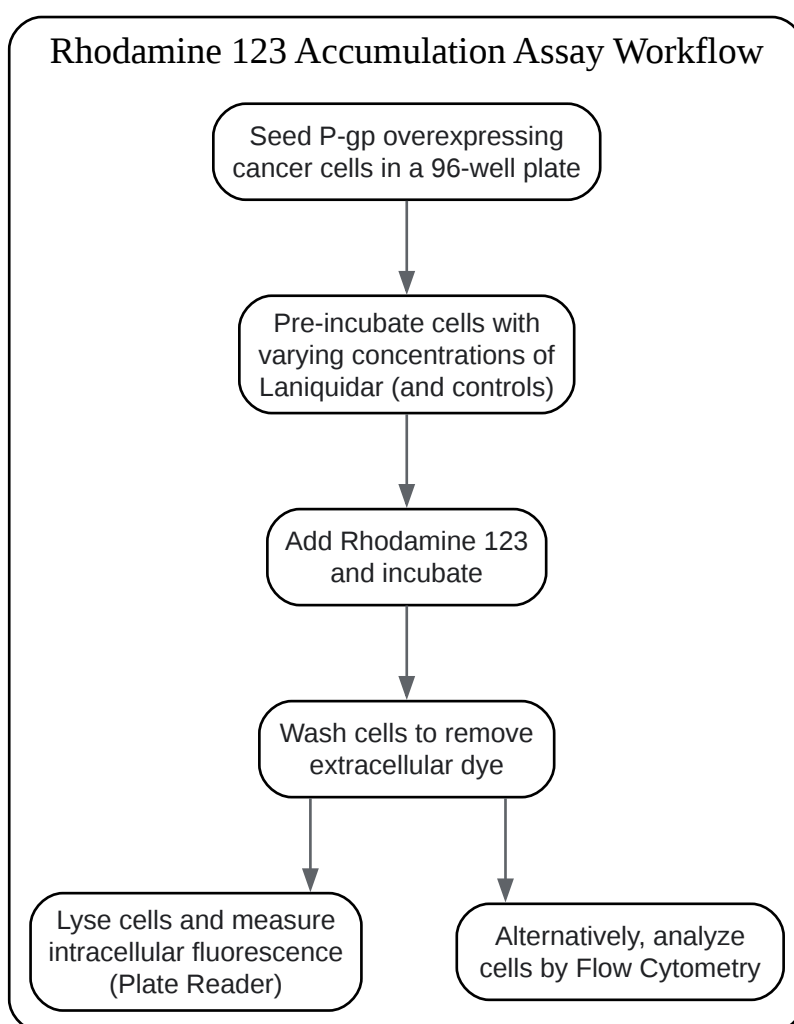 Rhodamine 123 Accumulation Assay Workflow
Seed P-gp overexpressing
cancer cells in a 96-well plate
Pre-incubate cells with
varying concentrations of
Laniquidar (and controls)
Add Rhodamine 123
and incubate
Wash cells to remove
extracellular dye
Lyse cells and measure
intracellular fluorescence
(Plate Reader)
Alternatively, analyze
cells by Flow Cytometry